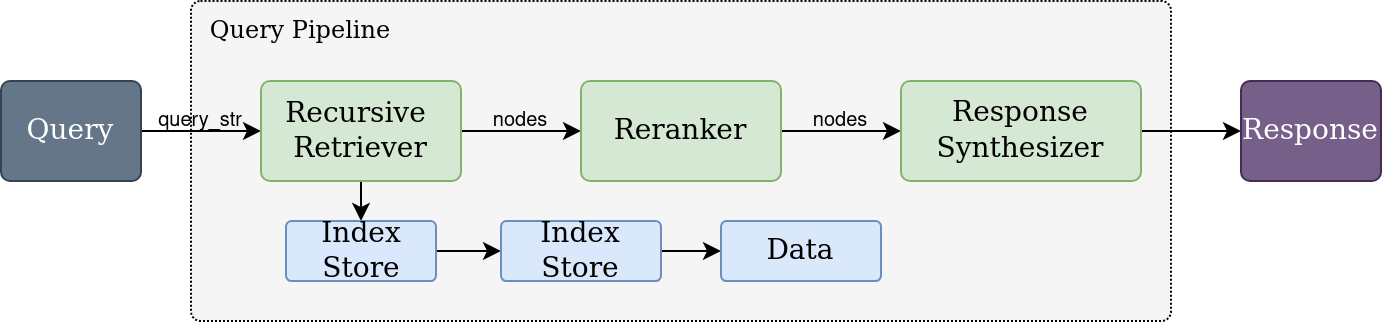 Query Pipeline
Query
query_str
Recursive
Retriever
nodes
Reranker
nodes
Response
Synthesizer
Response
Index
Store
Index
Store
Data